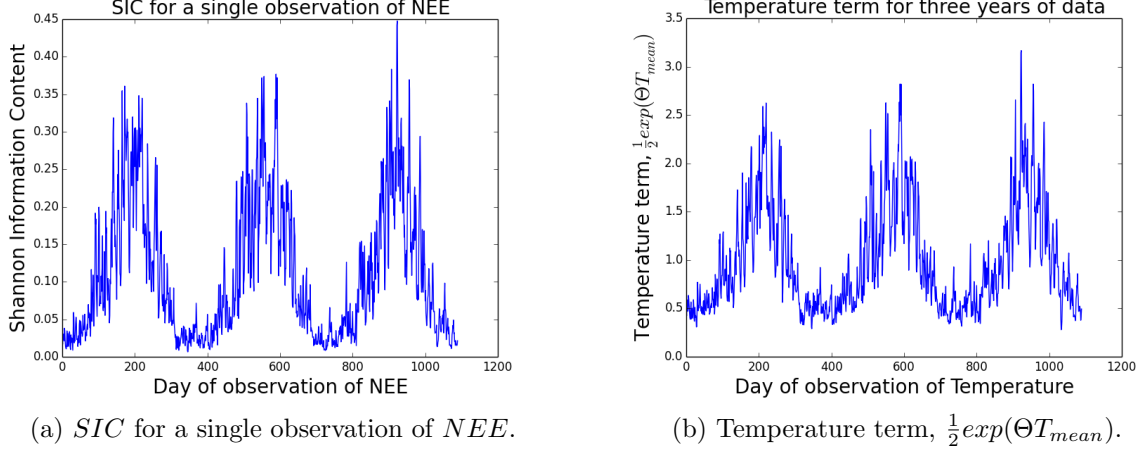 SIC for a single observation of NEE
0.45
0.40
0.35
0.30
0.25
0.20
0.15
0.10
0.05
0.00
Shannon Information Content
0 200 400 600 800 1000 1200
Day of observation of NEE
(a) SIC for a single observation of NEE.
Temperature term for three years of data
3.5
3.0
2.5
2.0
1.5
1.0
0.5
0.0
Temperature term, ½exp(ΘT_mean)
0 200 400 600 800 1000 1200
Day of observation of Temperature
(b) Temperature term, ½exp(ΘT_mean).